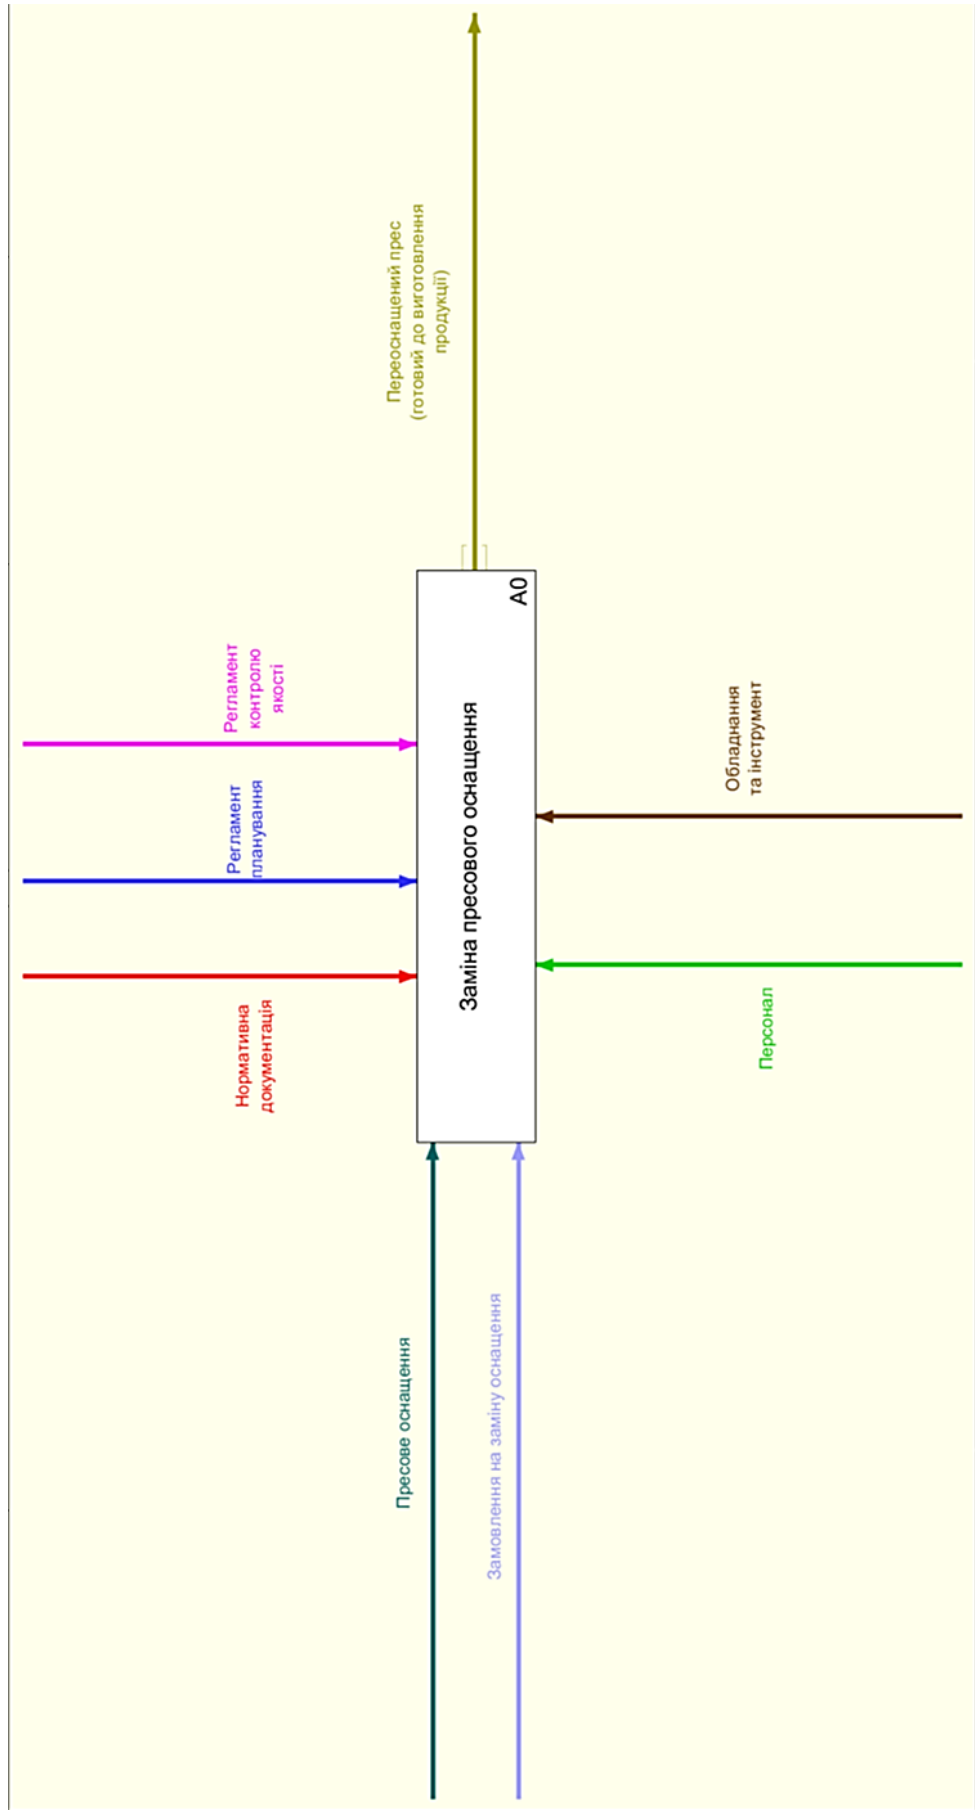 Нормативна
документація
Регламент
планування
Регламент
контролю
якості
Переоснащений прес
(готовий до виготовлення
продукції)
Пресове оснащення
Замовлення на заміну оснащення
Заміна пресового оснащення
A0
Персонал
Обладнання
та інструмент